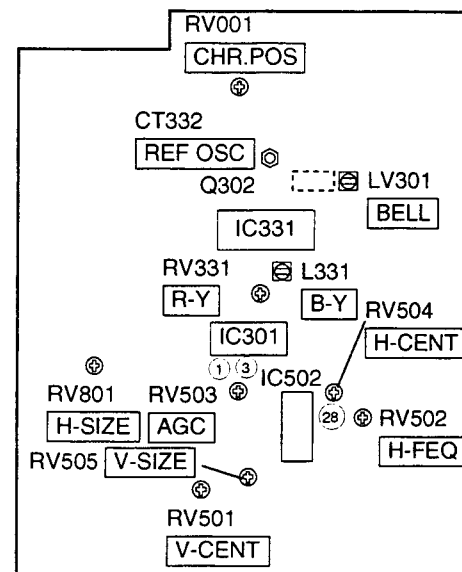 RV001
CHR.POS
CT332
REF OSC
Q302
LV301
BELL
IC331
RV331
L331
R-Y
B-Y
RV504
H-CENT
IC301
1 3
IC502
RV801
RV503
28
RV502
H-SIZE
AGC
H-FEQ
RV505
V-SIZE
RV501
V-CENT